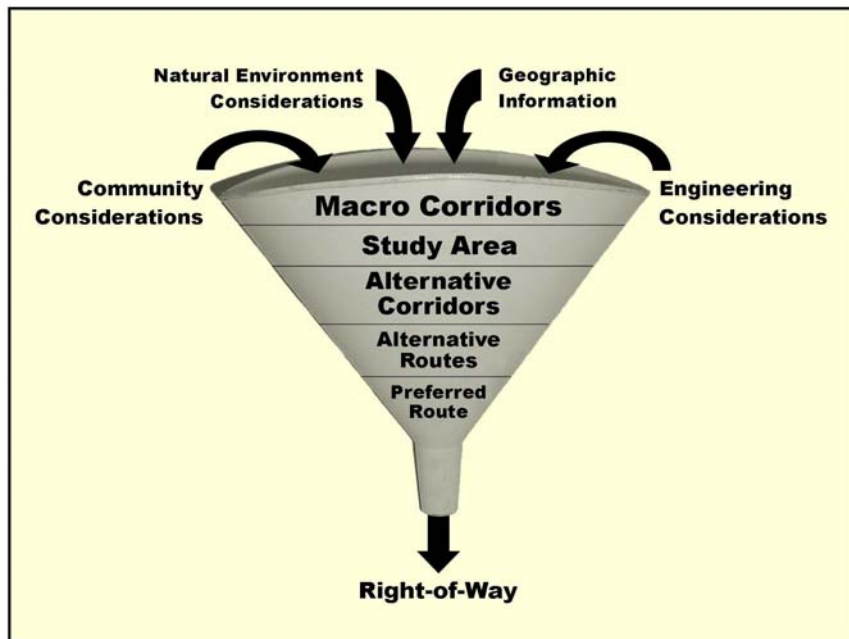 Natural Environment
Considerations
Geographic
Information
Community
Considerations
Engineering
Considerations
Macro Corridors
Study Area
Alternative
Corridors
Alternative
Routes
Preferred
Route
Right-of-Way